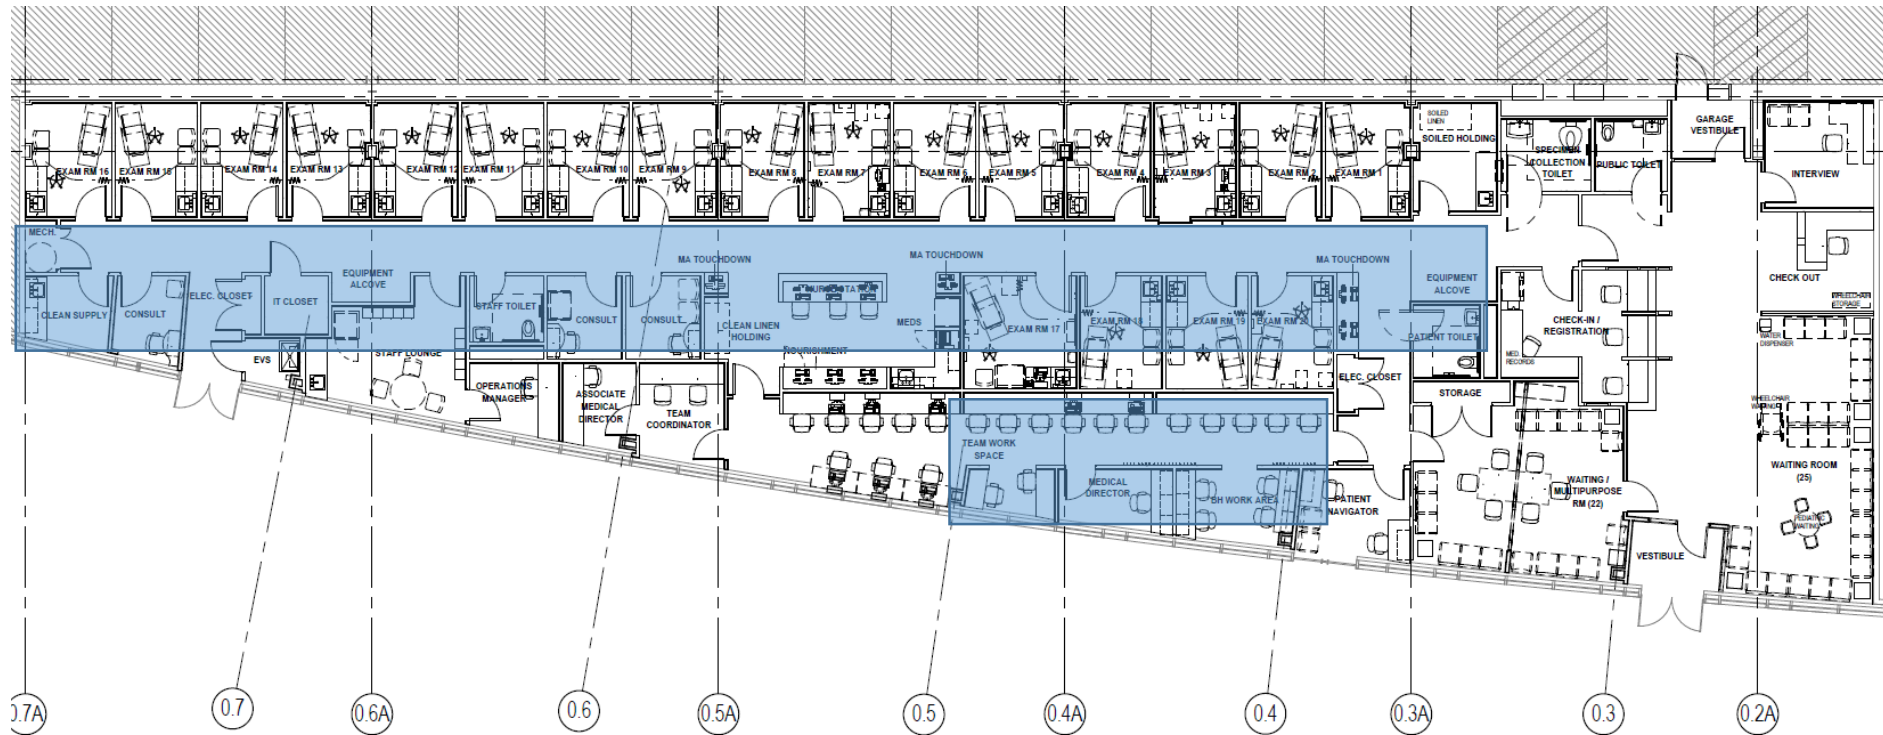 GARAGE
VESTIBULE
SOILED
LINEN
SOILED HOLDING
SPECIMEN
COLLECTION
TOILET
PUBLIC TOILET
INTERVIEW
EXAM RM 16
EXAM RM 15
EXAM RM 14
EXAM RM 13
EXAM RM 12
EXAM RM 11
EXAM RM 10
EXAM RM 9
EXAM RM 8
EXAM RM 7
EXAM RM 6
EXAM RM 5
EXAM RM 4
EXAM RM 3
EXAM RM 2
EXAM RM 1
MECH.
MA TOUCHDOWN
MA TOUCHDOWN
MA TOUCHDOWN
EQUIPMENT
ALCOVE
EQUIPMENT
ALCOVE
CHECK OUT
ELEC. CLOSET
IT CLOSET
NURSE STATION
WHEELCHAIR
STORAGE
CLEAN SUPPLY
CONSULT
STAFF TOILET
CONSULT
CONSULT
CLEAN LINEN
HOLDING
MEDS
EXAM RM 17
EXAM RM 18
EXAM RM 19
EXAM RM 20
PATIENT TOILET
CHECK-IN /
REGISTRATION
WATER
DISPENSER
EVS
STAFF LOUNGE
NOURISHMENT
MED.
RECORDS
ELEC. CLOSET
OPERATIONS
MANAGER
ASSOCIATE
MEDICAL
DIRECTOR
TEAM
COORDINATOR
STORAGE
WHEELCHAIR
WAITING
TEAM WORK
SPACE
MEDICAL
DIRECTOR
BH WORK AREA
PATIENT
NAVIGATOR
WAITING /
MULTIPURPOSE
RM (22)
WAITING ROOM
(25)
PEDIATRIC
WAITING
VESTIBULE
0.7A
0.7
0.6A
0.6
0.5A
0.5
0.4A
0.4
0.3A
0.3
0.2A